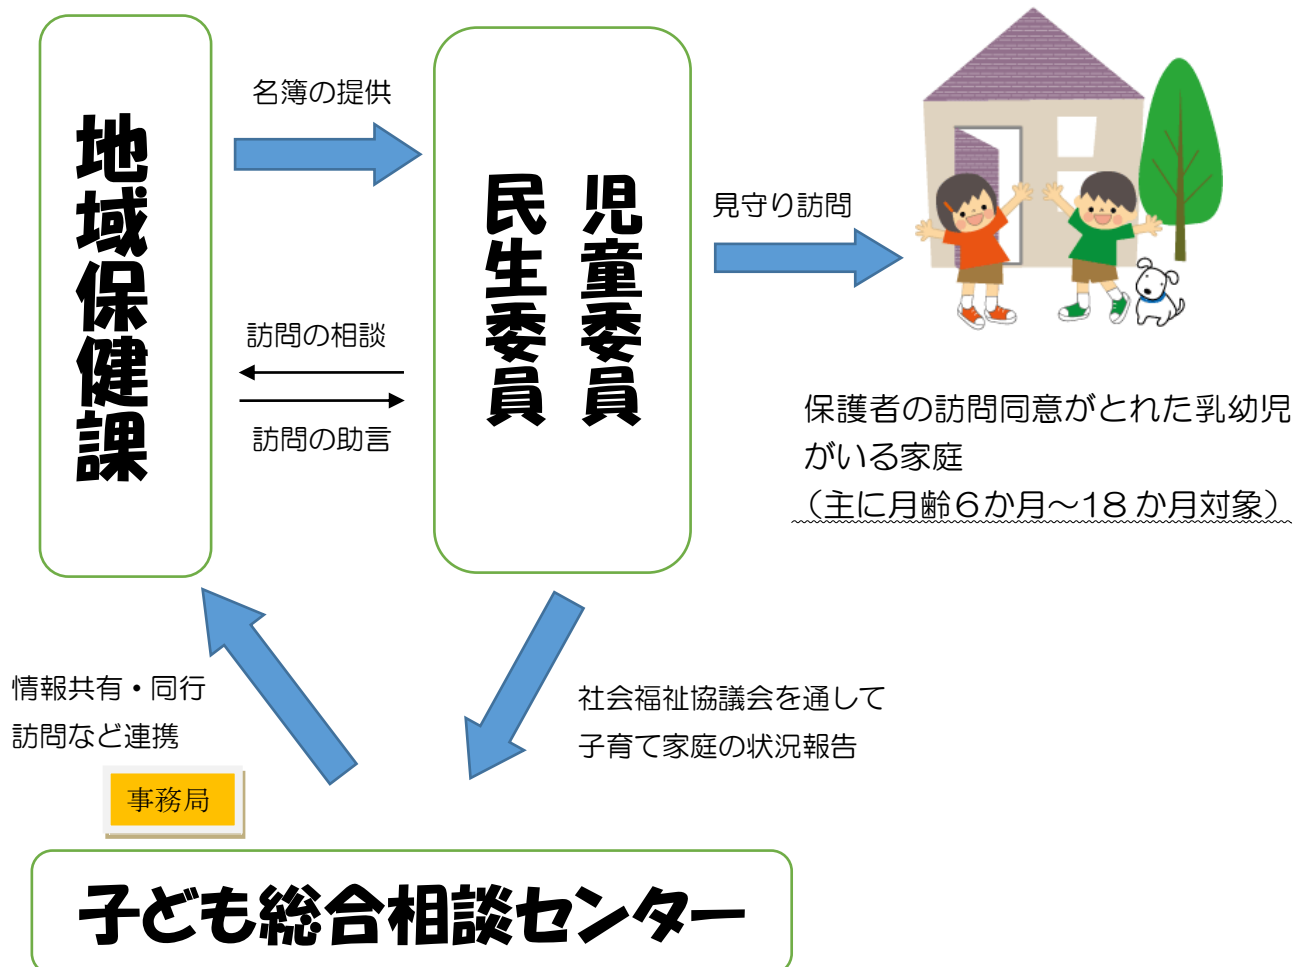 地域保健課
名簿の提供
訪問の相談
訪問の助言
児童委員
民生委員
見守り訪問
保護者の訪問同意がとれた乳幼児
がいる家庭
（主に月齢６か月～18か月対象）
情報共有・同行
訪問など連携
社会福祉協議会を通して
子育て家庭の状況報告
事務局
子ども総合相談センター